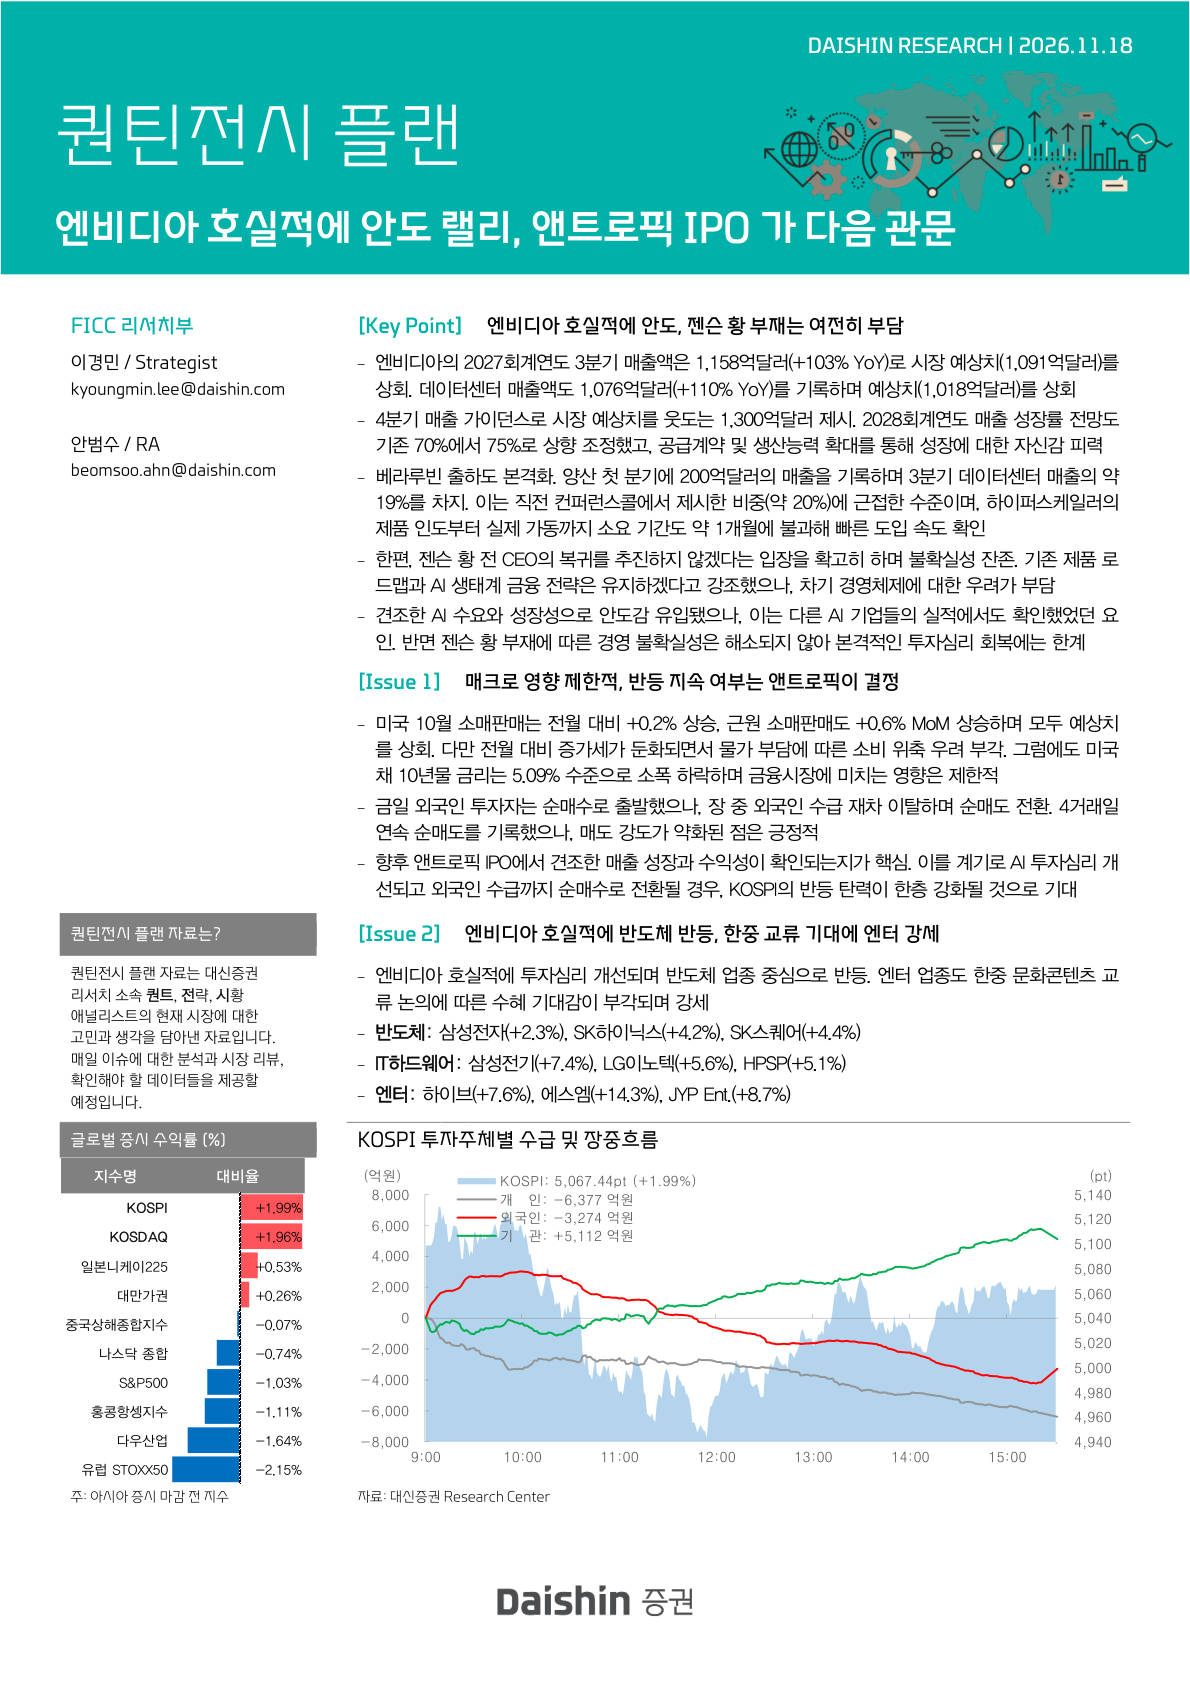 DAISHIN RESEARCH | 2026.11.18
퀀틴전시 플랜
엔비디아 호실적에 안도 랠리, 앤트로픽 IPO 가 다음 관문
FICC 리서치부
이경민 / Strategist
kyoungmin.lee@daishin.com
안범수 / RA
beomsoo.ahn@daishin.com
[Key Point] 엔비디아 호실적에 안도, 젠슨 황 부재는 여전히 부담
– 엔비디아의 2027회계연도 3분기 매출액은 1,158억달러(+103% YoY)로 시장 예상치(1,091억달러)를
상회. 데이터센터 매출액도 1,076억달러(+110% YoY)를 기록하며 예상치(1,018억달러)를 상회
– 4분기 매출 가이던스로 시장 예상치를 웃도는 1,300억달러 제시. 2028회계연도 매출 성장률 전망도
기존 70%에서 75%로 상향 조정했고, 공급계약 및 생산능력 확대를 통해 성장에 대한 자신감 피력
– 베라루빈 출하도 본격화. 양산 첫 분기에 200억달러의 매출을 기록하며 3분기 데이터센터 매출의 약
19%를 차지. 이는 직전 컨퍼런스콜에서 제시한 비중(약 20%)에 근접한 수준이며, 하이퍼스케일러의
제품 인도부터 실제 가동까지 소요 기간도 약 1개월에 불과해 빠른 도입 속도 확인
– 한편, 젠슨 황 전 CEO의 복귀를 추진하지 않겠다는 입장을 확고히 하며 불확실성 잔존. 기존 제품 로
드맵과 AI 생태계 금융 전략은 유지하겠다고 강조했으나, 차기 경영체제에 대한 우려가 부담
– 견조한 AI 수요와 성장성으로 안도감 유입됐으나, 이는 다른 AI 기업들의 실적에서도 확인했었던 요
인. 반면 젠슨 황 부재에 따른 경영 불확실성은 해소되지 않아 본격적인 투자심리 회복에는 한계
[Issue 1] 매크로 영향 제한적, 반등 지속 여부는 앤트로픽이 결정
– 미국 10월 소매판매는 전월 대비 +0.2% 상승, 근원 소매판매도 +0.6% MoM 상승하며 모두 예상치
를 상회. 다만 전월 대비 증가세가 둔화되면서 물가 부담에 따른 소비 위축 우려 부각. 그럼에도 미국
채 10년물 금리는 5.09% 수준으로 소폭 하락하며 금융시장에 미치는 영향은 제한적
– 금일 외국인 투자자는 순매수로 출발했으나, 장 중 외국인 수급 재차 이탈하며 순매도 전환. 4거래일
연속 순매도를 기록했으나, 매도 강도가 약화된 점은 긍정적
– 향후 앤트로픽 IPO에서 견조한 매출 성장과 수익성이 확인되는지가 핵심. 이를 계기로 AI 투자심리 개
선되고 외국인 수급까지 순매수로 전환될 경우, KOSPI의 반등 탄력이 한층 강화될 것으로 기대
퀀틴전시 플랜 자료는?
퀀틴전시 플랜 자료는 대신증권
리서치 소속 퀀트, 전략, 시황
애널리스트의 현재 시장에 대한
고민과 생각을 담아낸 자료입니다.
매일 이슈에 대한 분석과 시장 리뷰,
확인해야 할 데이터들을 제공할
예정입니다.
[Issue 2] 엔비디아 호실적에 반도체 반등, 한중 교류 기대에 엔터 강세
– 엔비디아 호실적에 투자심리 개선되며 반도체 업종 중심으로 반등. 엔터 업종도 한중 문화콘텐츠 교
류 논의에 따른 수혜 기대감이 부각되며 강세
– 반도체: 삼성전자(+2.3%), SK하이닉스(+4.2%), SK스퀘어(+4.4%)
– IT하드웨어: 삼성전기(+7.4%), LG이노텍(+5.6%), HPSP(+5.1%)
– 엔터: 하이브(+7.6%), 에스엠(+14.3%), JYP Ent.(+8.7%)
글로벌 증시 수익률 (%)
지수명 대비율
KOSPI +1.99%
KOSDAQ +1.96%
일본니케이225 +0.53%
대만가권 +0.26%
중국상해종합지수 -0.07%
나스닥 종합 -0.74%
S&P500 -1.03%
홍콩항셍지수 -1.11%
다우산업 -1.64%
유럽 STOXX50 -2.15%
주: 아시아 증시 마감 전 지수
KOSPI 투자주체별 수급 및 장중흐름
(억원) (pt)
KOSPI: 5,067.44pt (+1.99%)
개 인: -6,377 억원
외국인: -3,274 억원
기 관: +5,112 억원
8,000
6,000
4,000
2,000
0
-2,000
-4,000
-6,000
-8,000
5,140
5,120
5,100
5,080
5,060
5,040
5,020
5,000
4,980
4,960
4,940
9:00 10:00 11:00 12:00 13:00 14:00 15:00
자료: 대신증권 Research Center
Daishin 증권